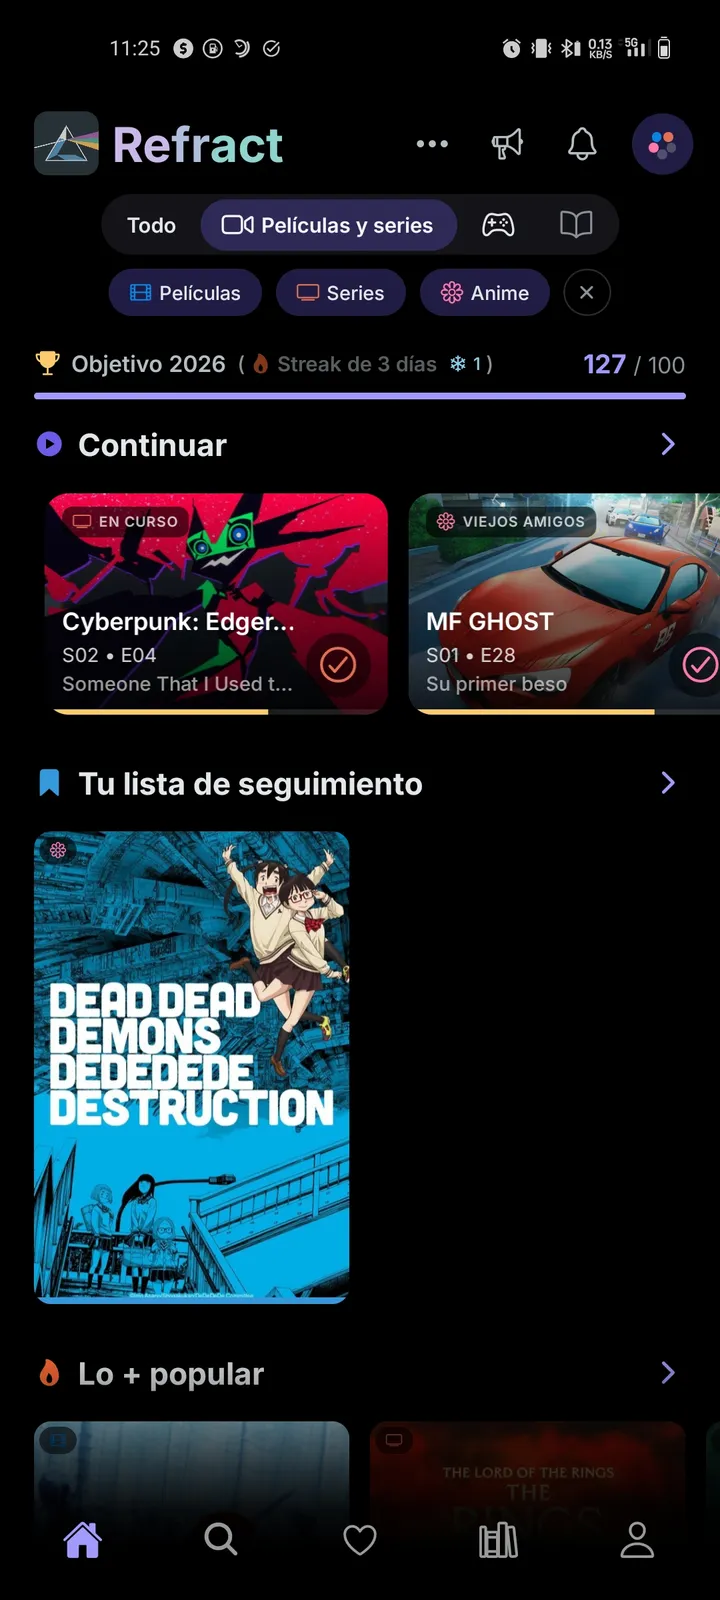 11:25
0.13
KB/S
5G
Refract
Todo
Películas y series
Películas
Series
Anime
Objetivo 2026 ( Streak de 3 días 1 )
127 / 100
Continuar
EN CURSO
Cyberpunk: Edger...
S02 • E04
Someone That I Used t...
VIEJOS AMIGOS
MF GHOST
S01 • E28
Su primer beso
Tu lista de seguimiento
DEAD DEAD
DEMONS
DEDEDEDE
DESTRUCTION
Lo + popular
THE LORD OF THE RINGS
THE
RINGS